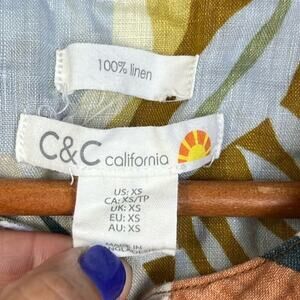 100% linen
C&C california
US: XS
CA: XS/TP
UK: XS
EU: XS
AU: XS
MADE IN